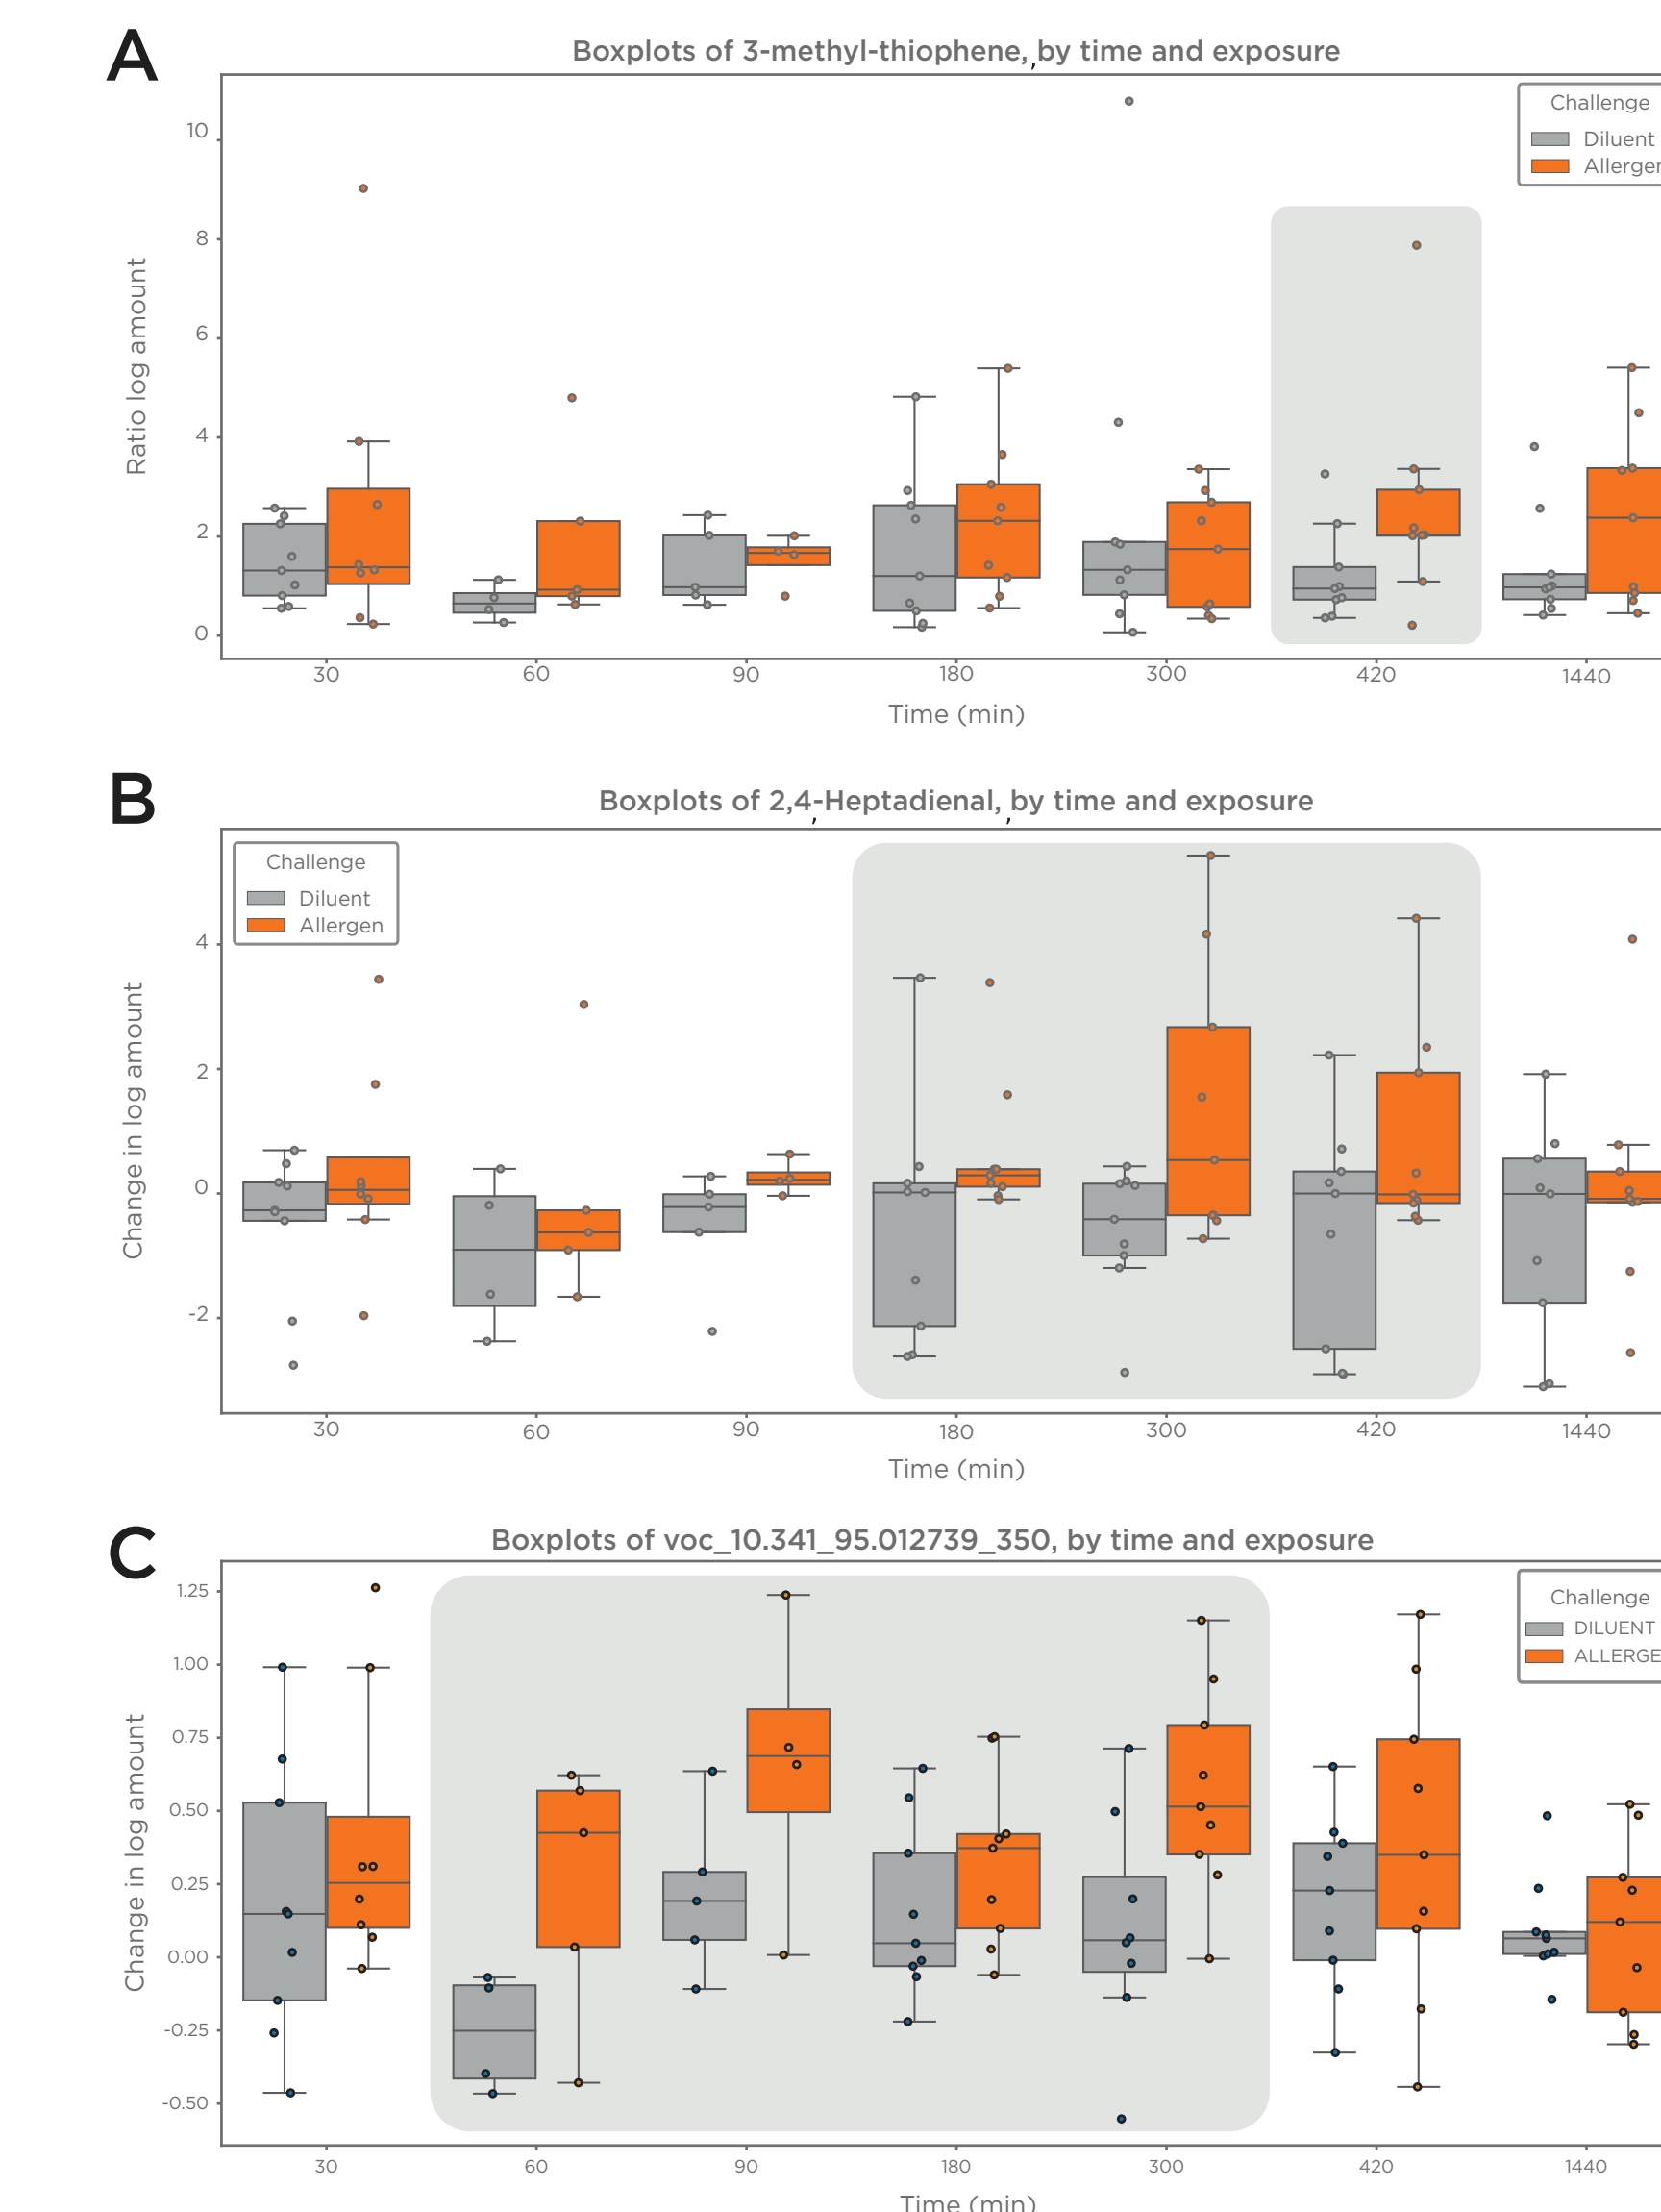 A
Boxplots of 3-methyl-thiophene, ,by time and exposure
Challenge
Diluent
Allerger
10
8
6
4
2
0
Ratio log amount
30 60 90 180 300 420 1440
Time (min)
B
Boxplots of 2,4-Heptadienal, by time and exposure
, ,
Challenge
Diluent
Allergen
4
2
0
-2
Change in log amount
30 60 90 180 300 420 1440
Time (min)
C
Boxplots of voc_10.341_95.012739_350, by time and exposure
Challenge
DILUENT
ALLERGE
1.25
1.00
0.75
0.50
0.25
0.00
-0.25
-0.50
Change in log amount
30 60 90 180 300 420 1440
Time (min)